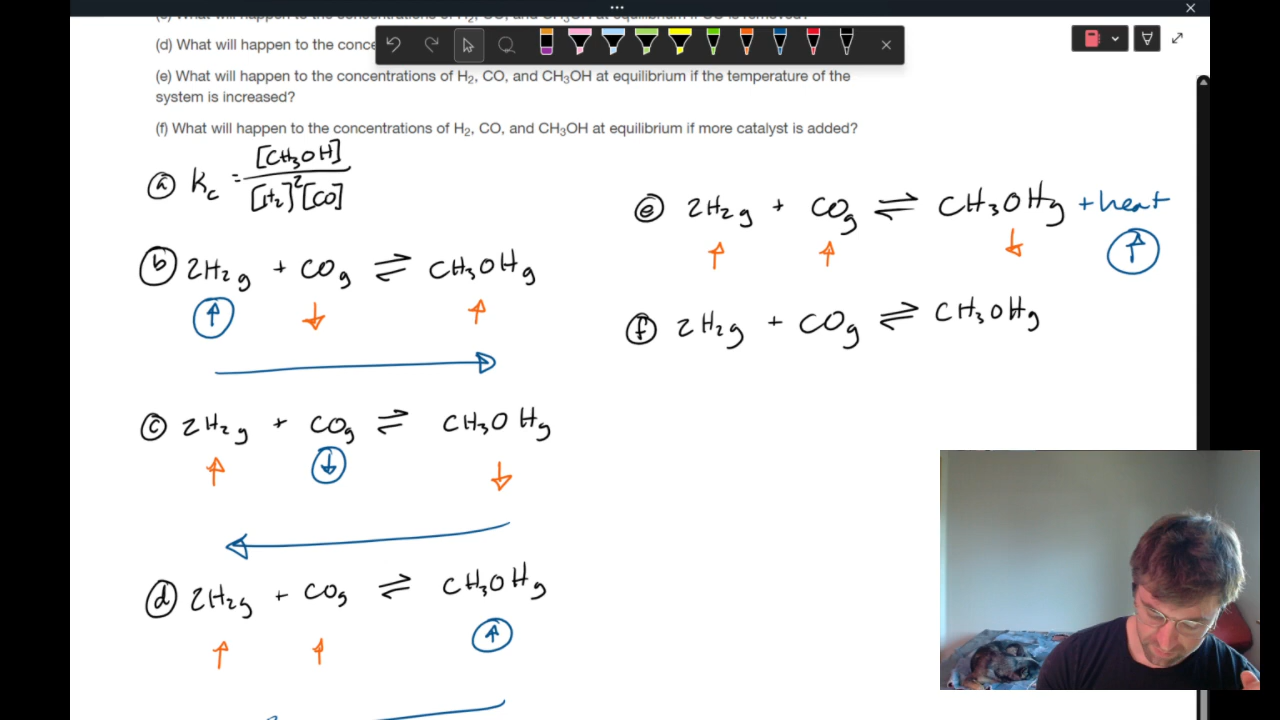 (d) What will happen to the conce
(e) What will happen to the concentrations of H₂, CO, and CH₃OH at equilibrium if the temperature of the
system is increased?
(f) What will happen to the concentrations of H₂, CO, and CH₃OH at equilibrium if more catalyst is added?
ⓐ Kc = [CH₃OH] / [H₂]²[CO]
ⓑ 2H₂g + COg ⇌ CH₃OHg
↑ ↓ ↑
→
ⓒ 2H₂g + COg ⇌ CH₃OHg
↑ ↓ ↓
←
ⓓ 2H₂g + COg ⇌ CH₃OHg
↑ ↑ ↑
ⓔ 2H₂g + COg ⇌ CH₃OHg + heat
↑ ↑ ↓ ↑
ⓕ 2H₂g + COg ⇌ CH₃OHg